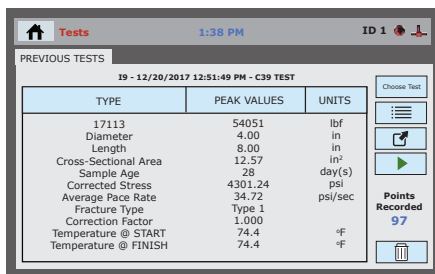 Tests 1:38 PM ID 1
PREVIOUS TESTS
I9 - 12/20/2017 12:51:49 PM - C39 TEST
Choose Test
TYPE PEAK VALUES UNITS
17113 54051 lbf
Diameter 4.00 in
Length 8.00 in
Cross-Sectional Area 12.57 in²
Sample Age 28 day(s)
Corrected Stress 4301.24 psi
Average Pace Rate 34.72 psi/sec
Fracture Type Type 1
Correction Factor 1.000
Temperature @ START 74.4 °F
Temperature @ FINISH 74.4 °F
Points
Recorded
97